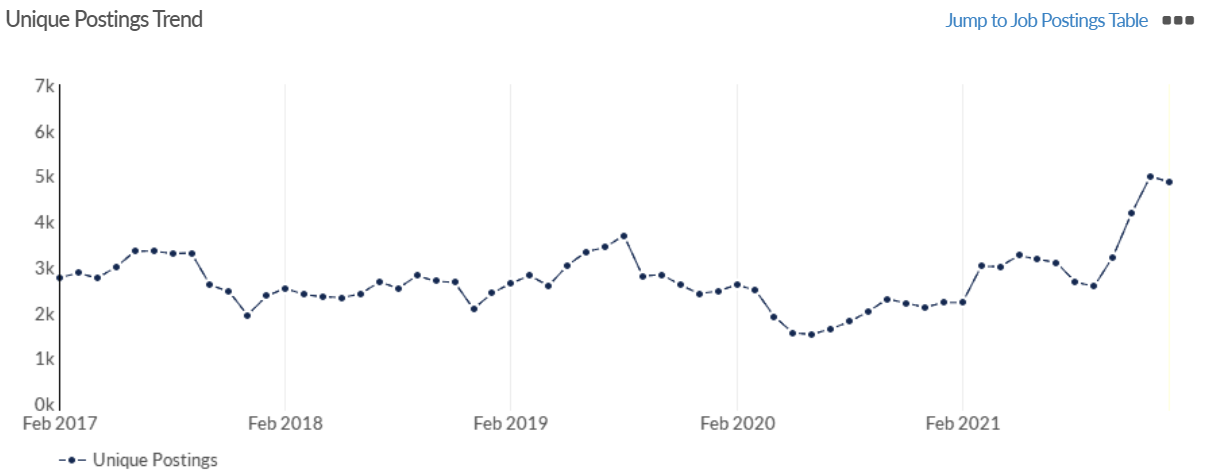 Unique Postings Trend
Jump to Job Postings Table
7k
6k
5k
4k
3k
2k
1k
0k
Feb 2017 Feb 2018 Feb 2019 Feb 2020 Feb 2021
Unique Postings